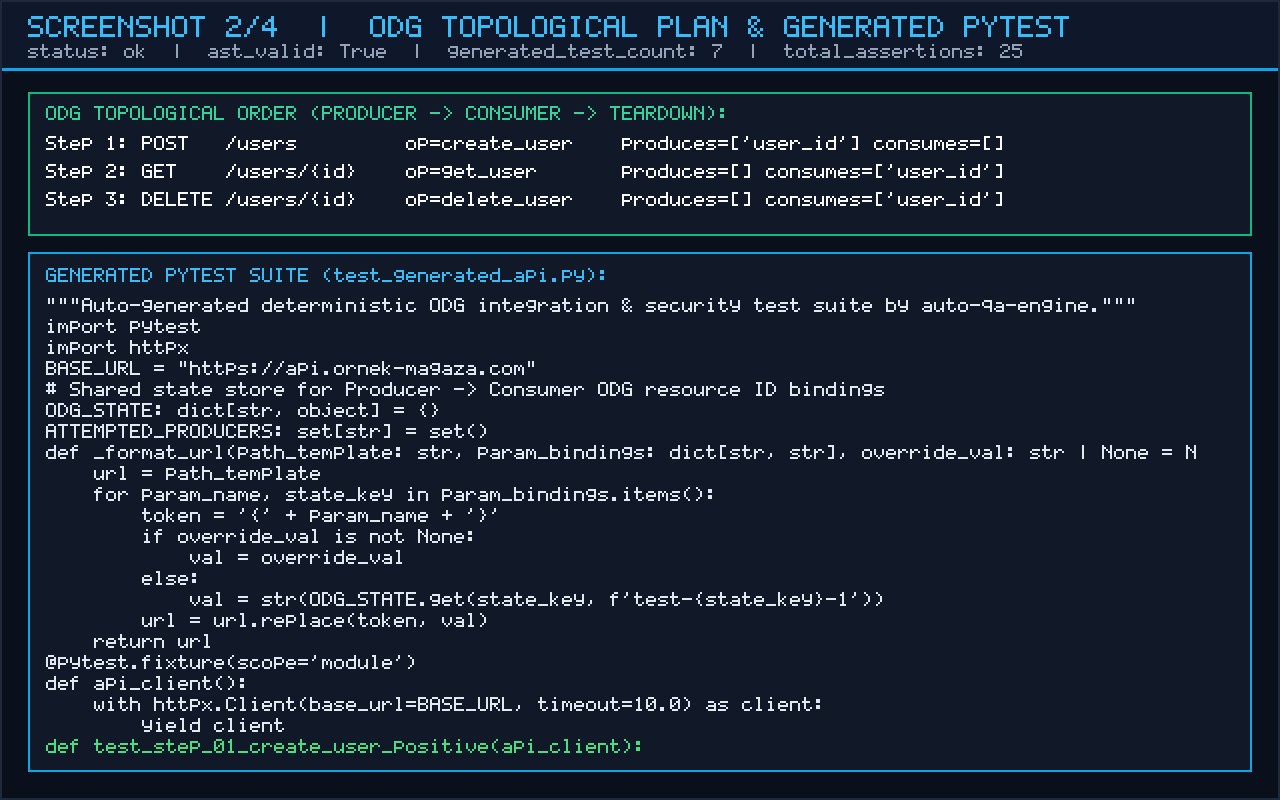 SCREENSHOT 2/4 | ODG TOPOLOGICAL PLAN & GENERATED PYTEST
status: ok | ast_valid: True | generated_test_count: 7 | total_assertions: 25
ODG TOPOLOGICAL ORDER (PRODUCER -> CONSUMER -> TEARDOWN):
Step 1: POST /users op=create_user Produces=['user_id'] consumes=[]
Step 2: GET /users/{id} op=get_user Produces=[] consumes=['user_id']
Step 3: DELETE /users/{id} op=delete_user Produces=[] consumes=['user_id']
GENERATED PYTEST SUITE (test_generated_api.py):
"""Auto-generated deterministic ODG integration & security test suite by auto-qa-engine."""
import pytest
import httpx
BASE_URL = "https://api.ornek-magaza.com"
# Shared state store for Producer -> Consumer ODG resource ID bindings
ODG_STATE: dict[str, object] = {}
ATTEMPTED_PRODUCERS: set[str] = set()
def _format_url(path_template: str, param_bindings: dict[str, str], override_val: str | None = N
    url = path_template
    for param_name, state_key in param_bindings.items():
        token = '{' + param_name + '}'
        if override_val is not None:
            val = override_val
        else:
            val = str(ODG_STATE.get(state_key, f'test-{state_key}-1'))
        url = url.replace(token, val)
    return url
@pytest.fixture(scope='module')
def api_client():
    with httpx.Client(base_url=BASE_URL, timeout=10.0) as client:
        yield client
def test_step_01_create_user_positive(api_client):